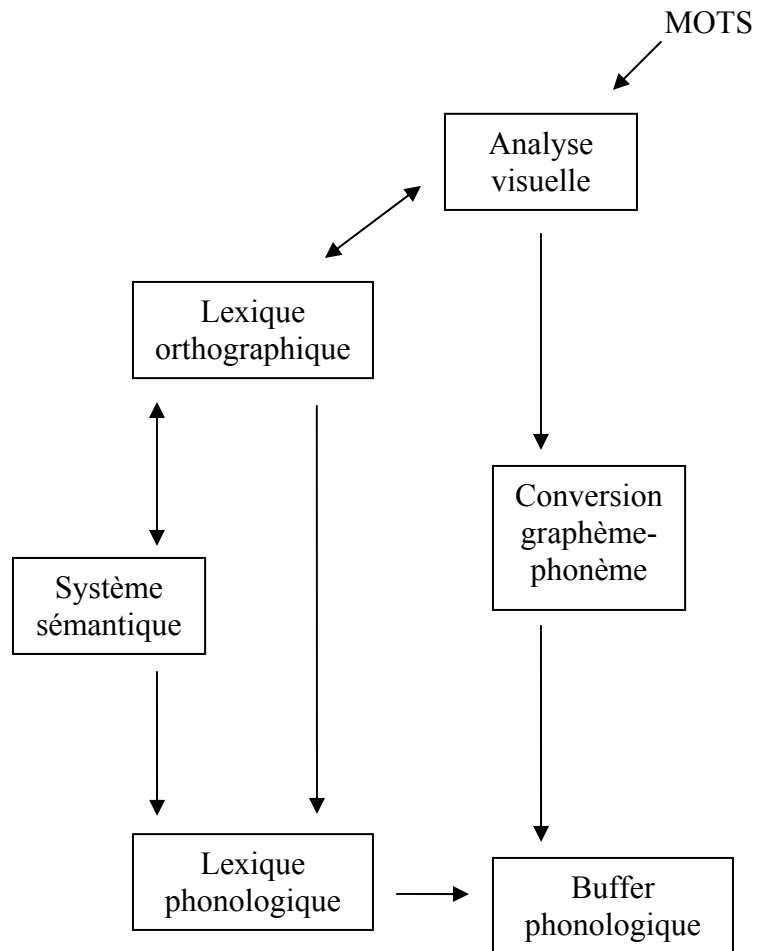 MOTS
Analyse
visuelle
Lexique
orthographique
Conversion
graphème-
phonème
Système
sémantique
Lexique
phonologique
Buffer
phonologique